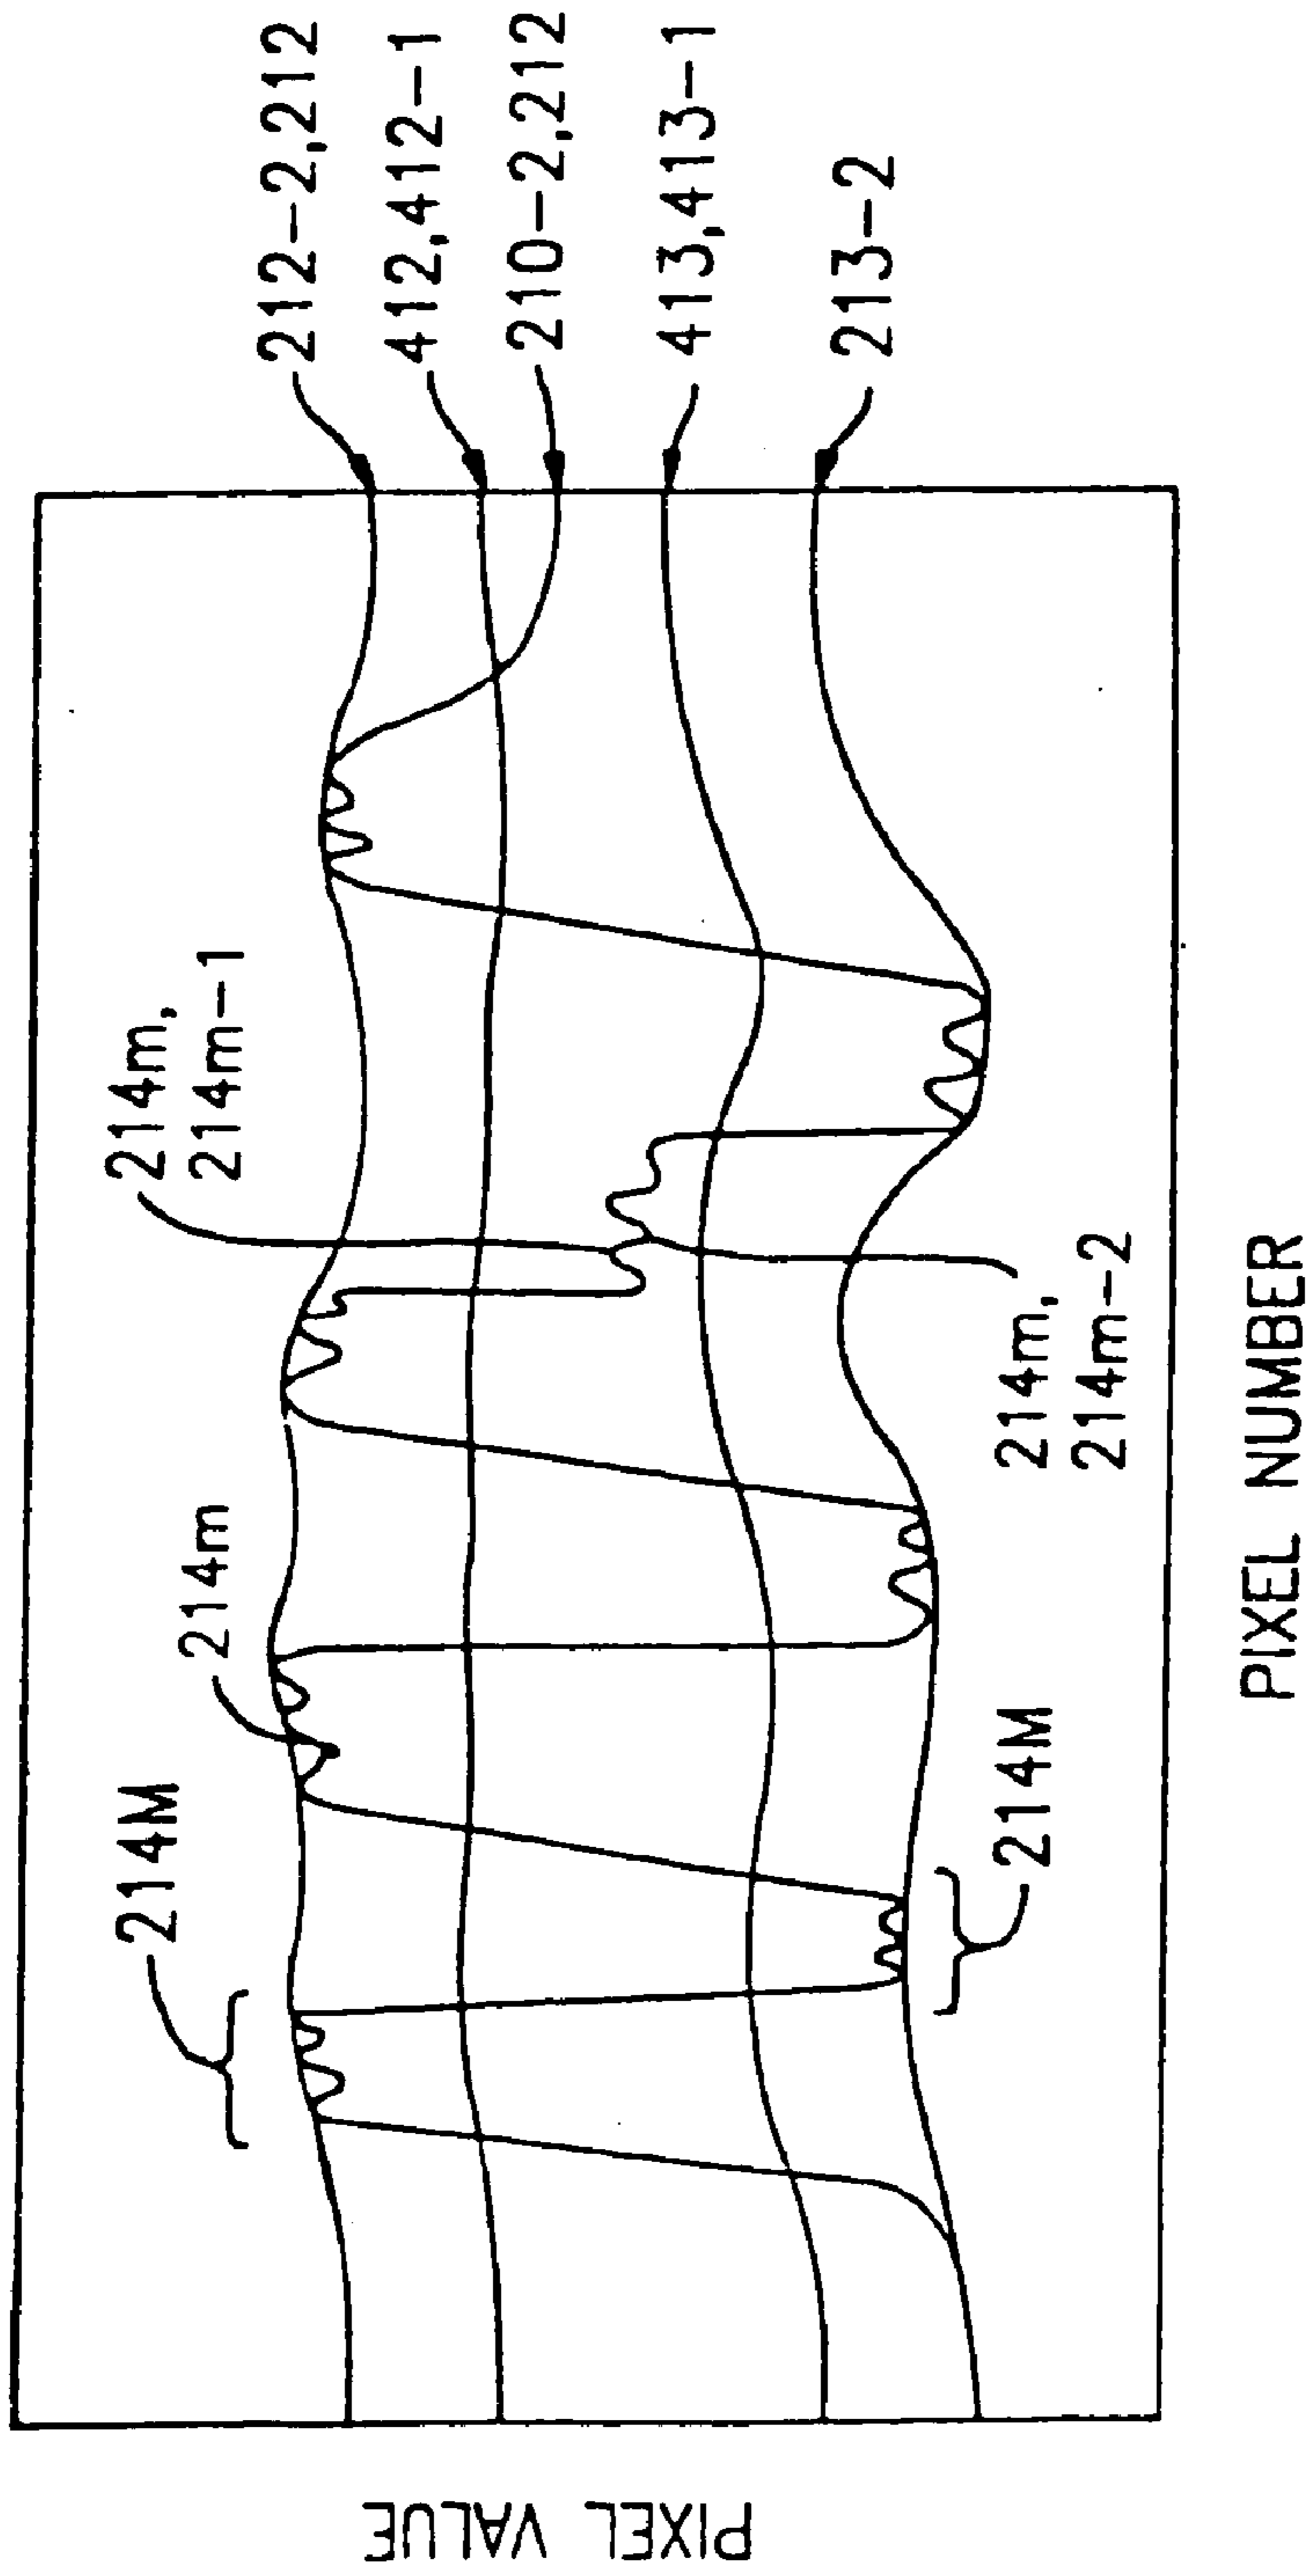 212-2,212
412,412-1
210-2,212
413,413-1
213-2
214m,
214m-1
214m
214M
214m,
214m-2
214M
PIXEL NUMBER
PIXEL VALUE